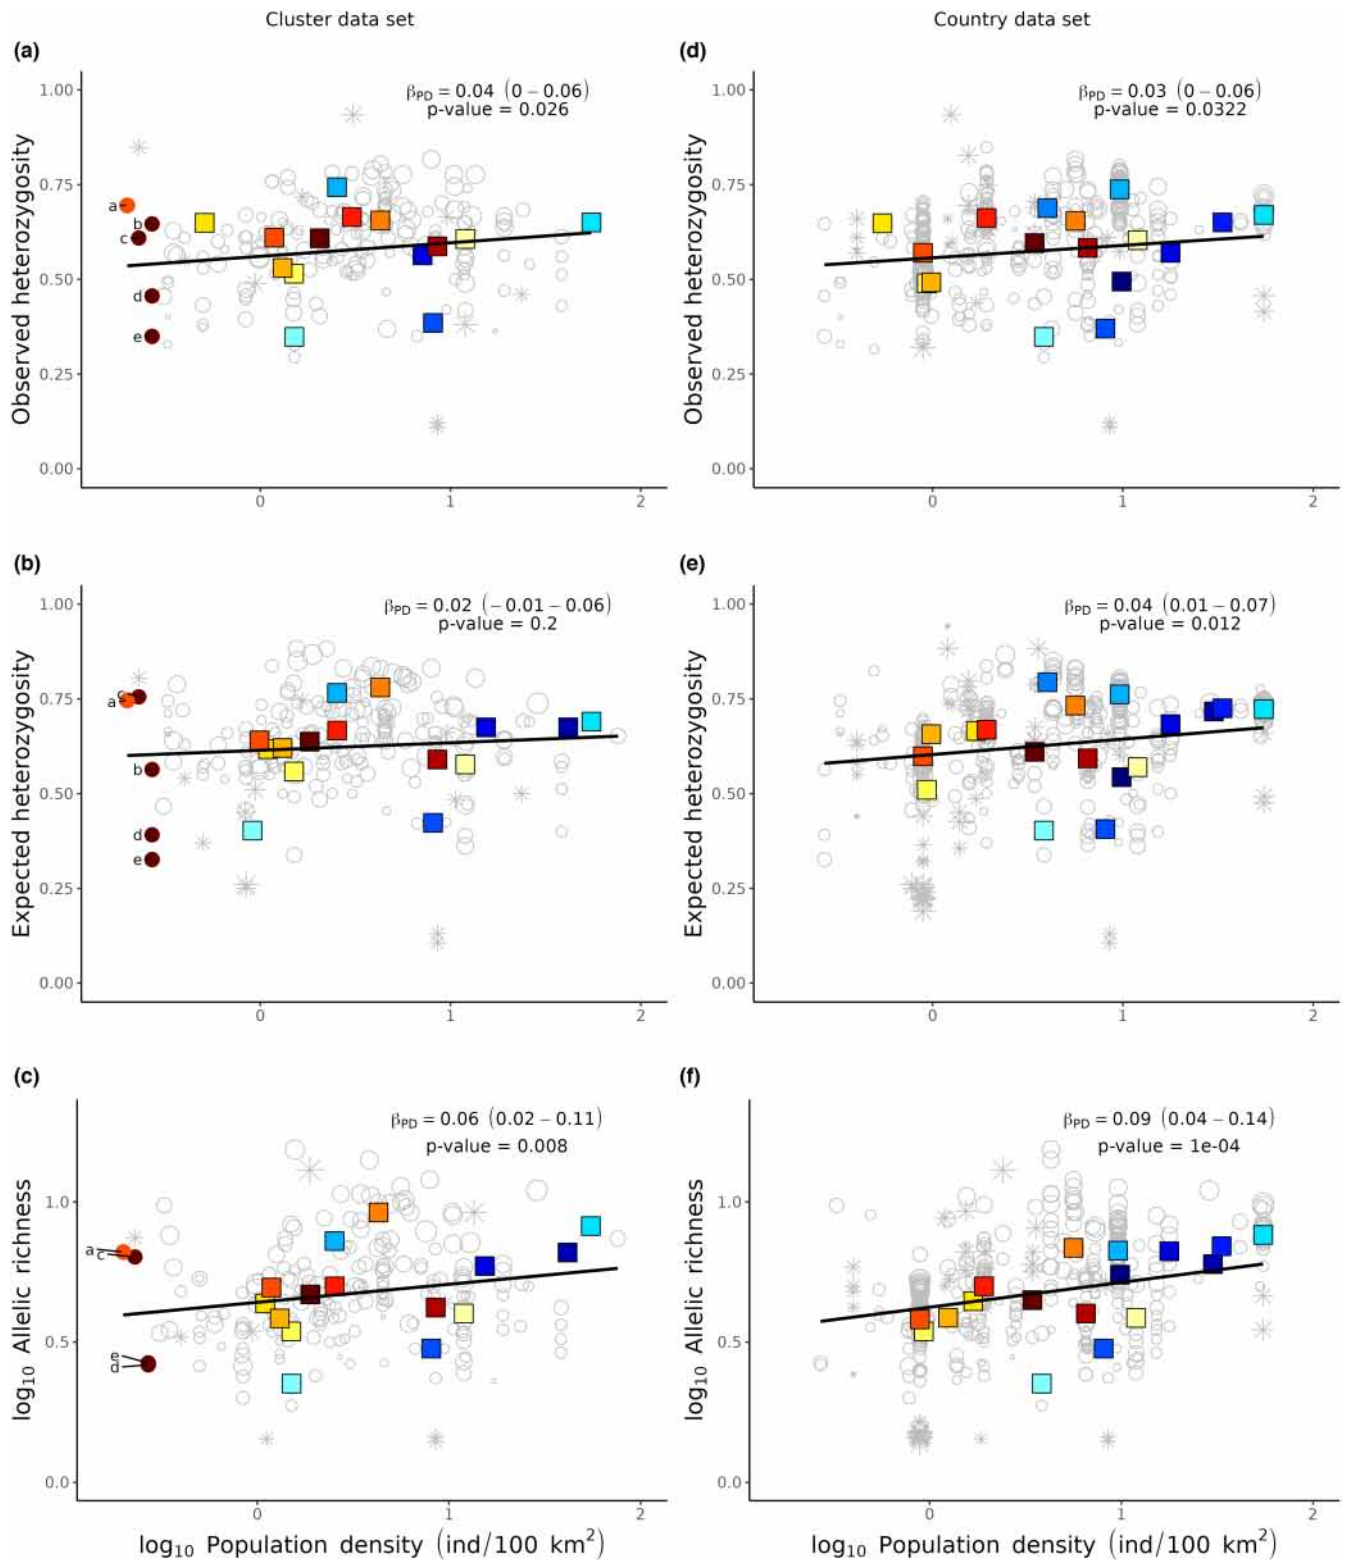 Cluster data set
Country data set
(a)
(d)
1.00
0.75
0.50
0.25
0.00
Observed heterozygosity
βPD = 0.04 (0 – 0.06)
p-value = 0.026
a
b
c
d
e
0 1 2
1.00
0.75
0.50
0.25
0.00
Observed heterozygosity
βPD = 0.03 (0 – 0.06)
p-value = 0.0322
0 1 2
(b)
(e)
1.00
0.75
0.50
0.25
0.00
Expected heterozygosity
βPD = 0.02 (– 0.01 – 0.06)
p-value = 0.2
c
a
b
d
e
0 1 2
1.00
0.75
0.50
0.25
0.00
Expected heterozygosity
βPD = 0.04 (0.01 – 0.07)
p-value = 0.012
0 1 2
(c)
(f)
1.0
0.5
0.0
log10 Allelic richness
βPD = 0.06 (0.02 – 0.11)
p-value = 0.008
a
c
e
d
0 1 2
log10 Population density (ind/100 km2)
1.0
0.5
0.0
log10 Allelic richness
βPD = 0.09 (0.04 – 0.14)
p-value = 1e-04
0 1 2
log10 Population density (ind/100 km2)